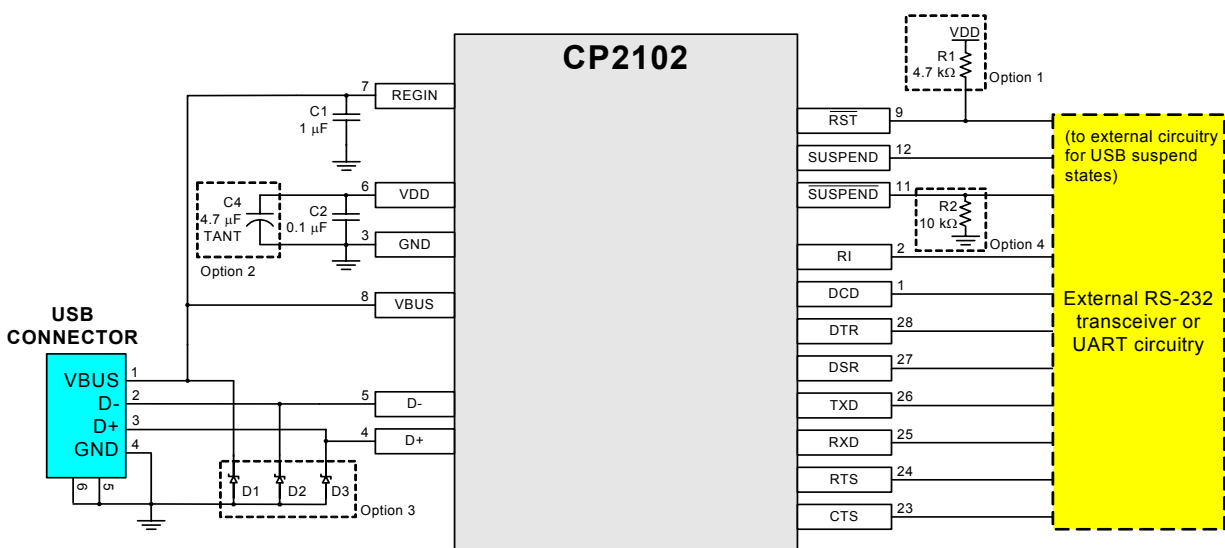 CP2102
7
REGIN
C1
1 μF
6
VDD
C4
4.7 μF
TANT
C2
0.1 μF
3
GND
Option 2
8
VBUS
USB
CONNECTOR
VBUS
1
D-
2
D+
3
GND
4
6
5
5
D-
4
D+
D1
D2
D3
Option 3
VDD
R1
4.7 kΩ
Option 1
RST
9
SUSPEND
12
SUSPEND
11
R2
10 kΩ
Option 4
RI
2
DCD
1
DTR
28
DSR
27
TXD
26
RXD
25
RTS
24
CTS
23
(to external circuitry
for USB suspend
states)
External RS-232
transceiver or
UART circuitry